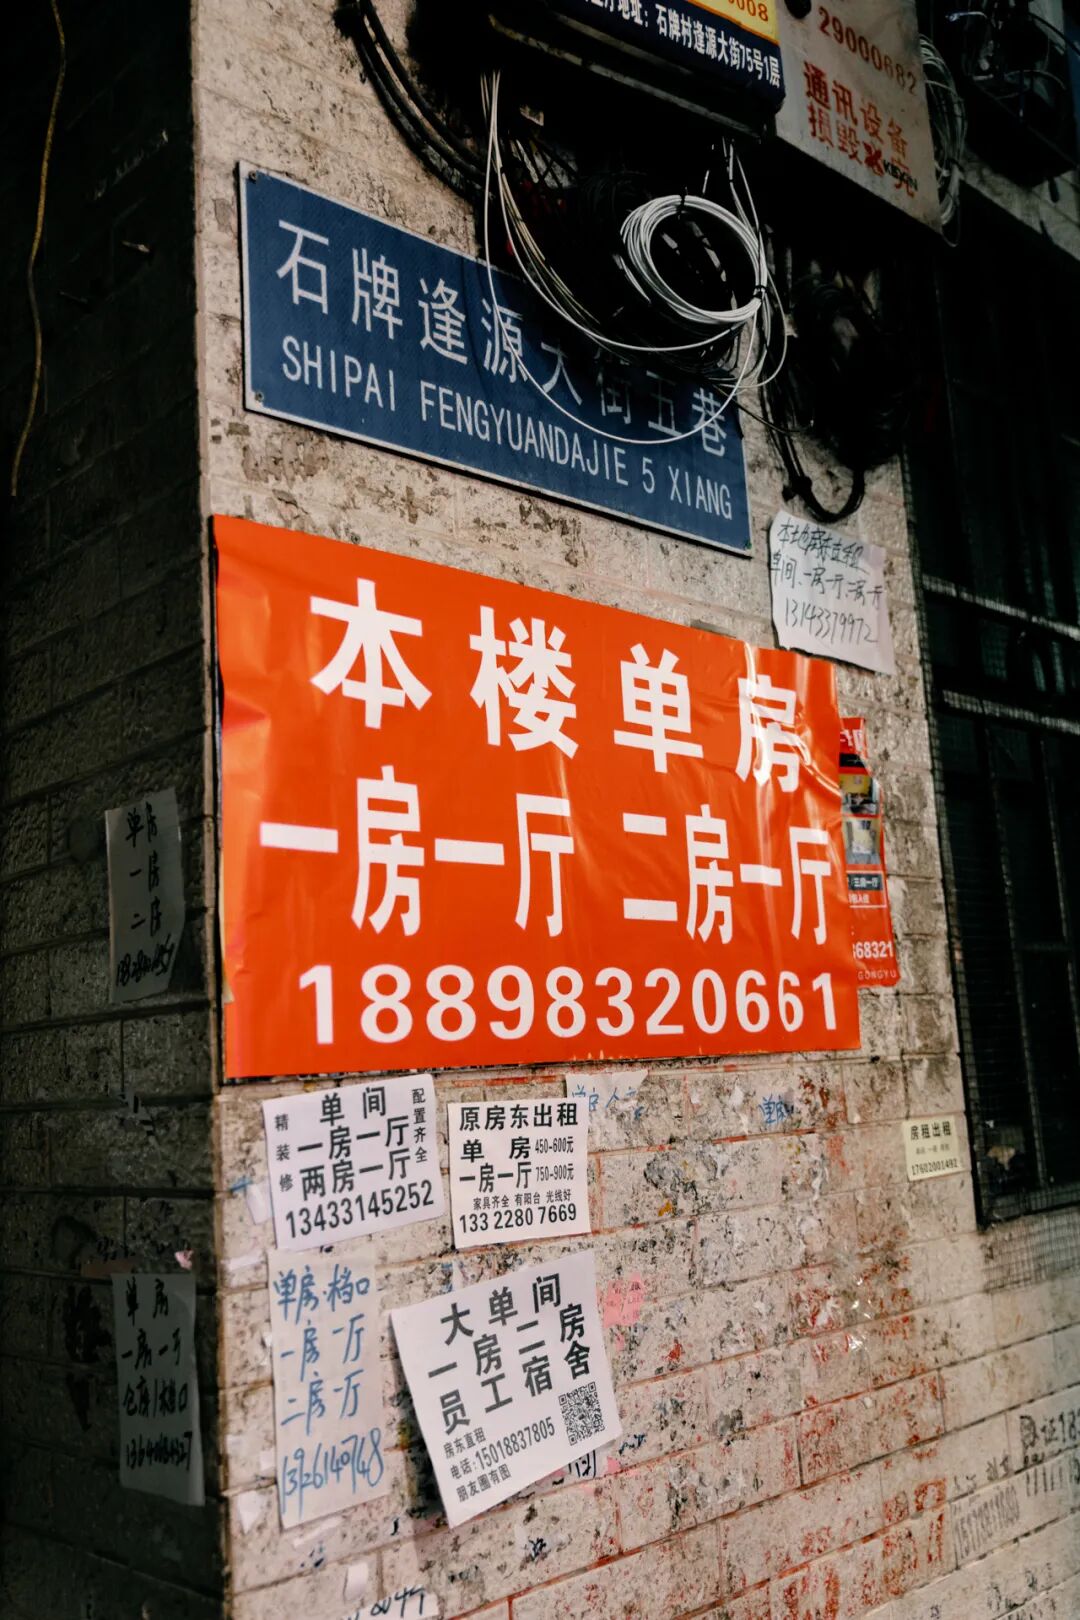 地址：石牌村逢源大街75号1层
29000682
通讯设备
损毁
石牌逢源大街五巷
SHIPAI FENGYUANDAJIE 5 XIANG
单间、一房一厅、二房一厅
13143379972
本楼单房
一房一厅 二房一厅
18898320661
68321
GONGYU
单房
一房
二房
精装修
单间
一房一厅
两房一厅
配置齐全
13433145252
原房东出租
单房 450-600元
一房一厅 750-900元
家具齐全 有阳台 光线好
133 2280 7669
房租出租
17602001492
单房·档口
一房一厅
二房一厅
13926140748
大单间
一房二房
员工宿舍
房东直租
电话:15018837805
朋友圈有图
单房